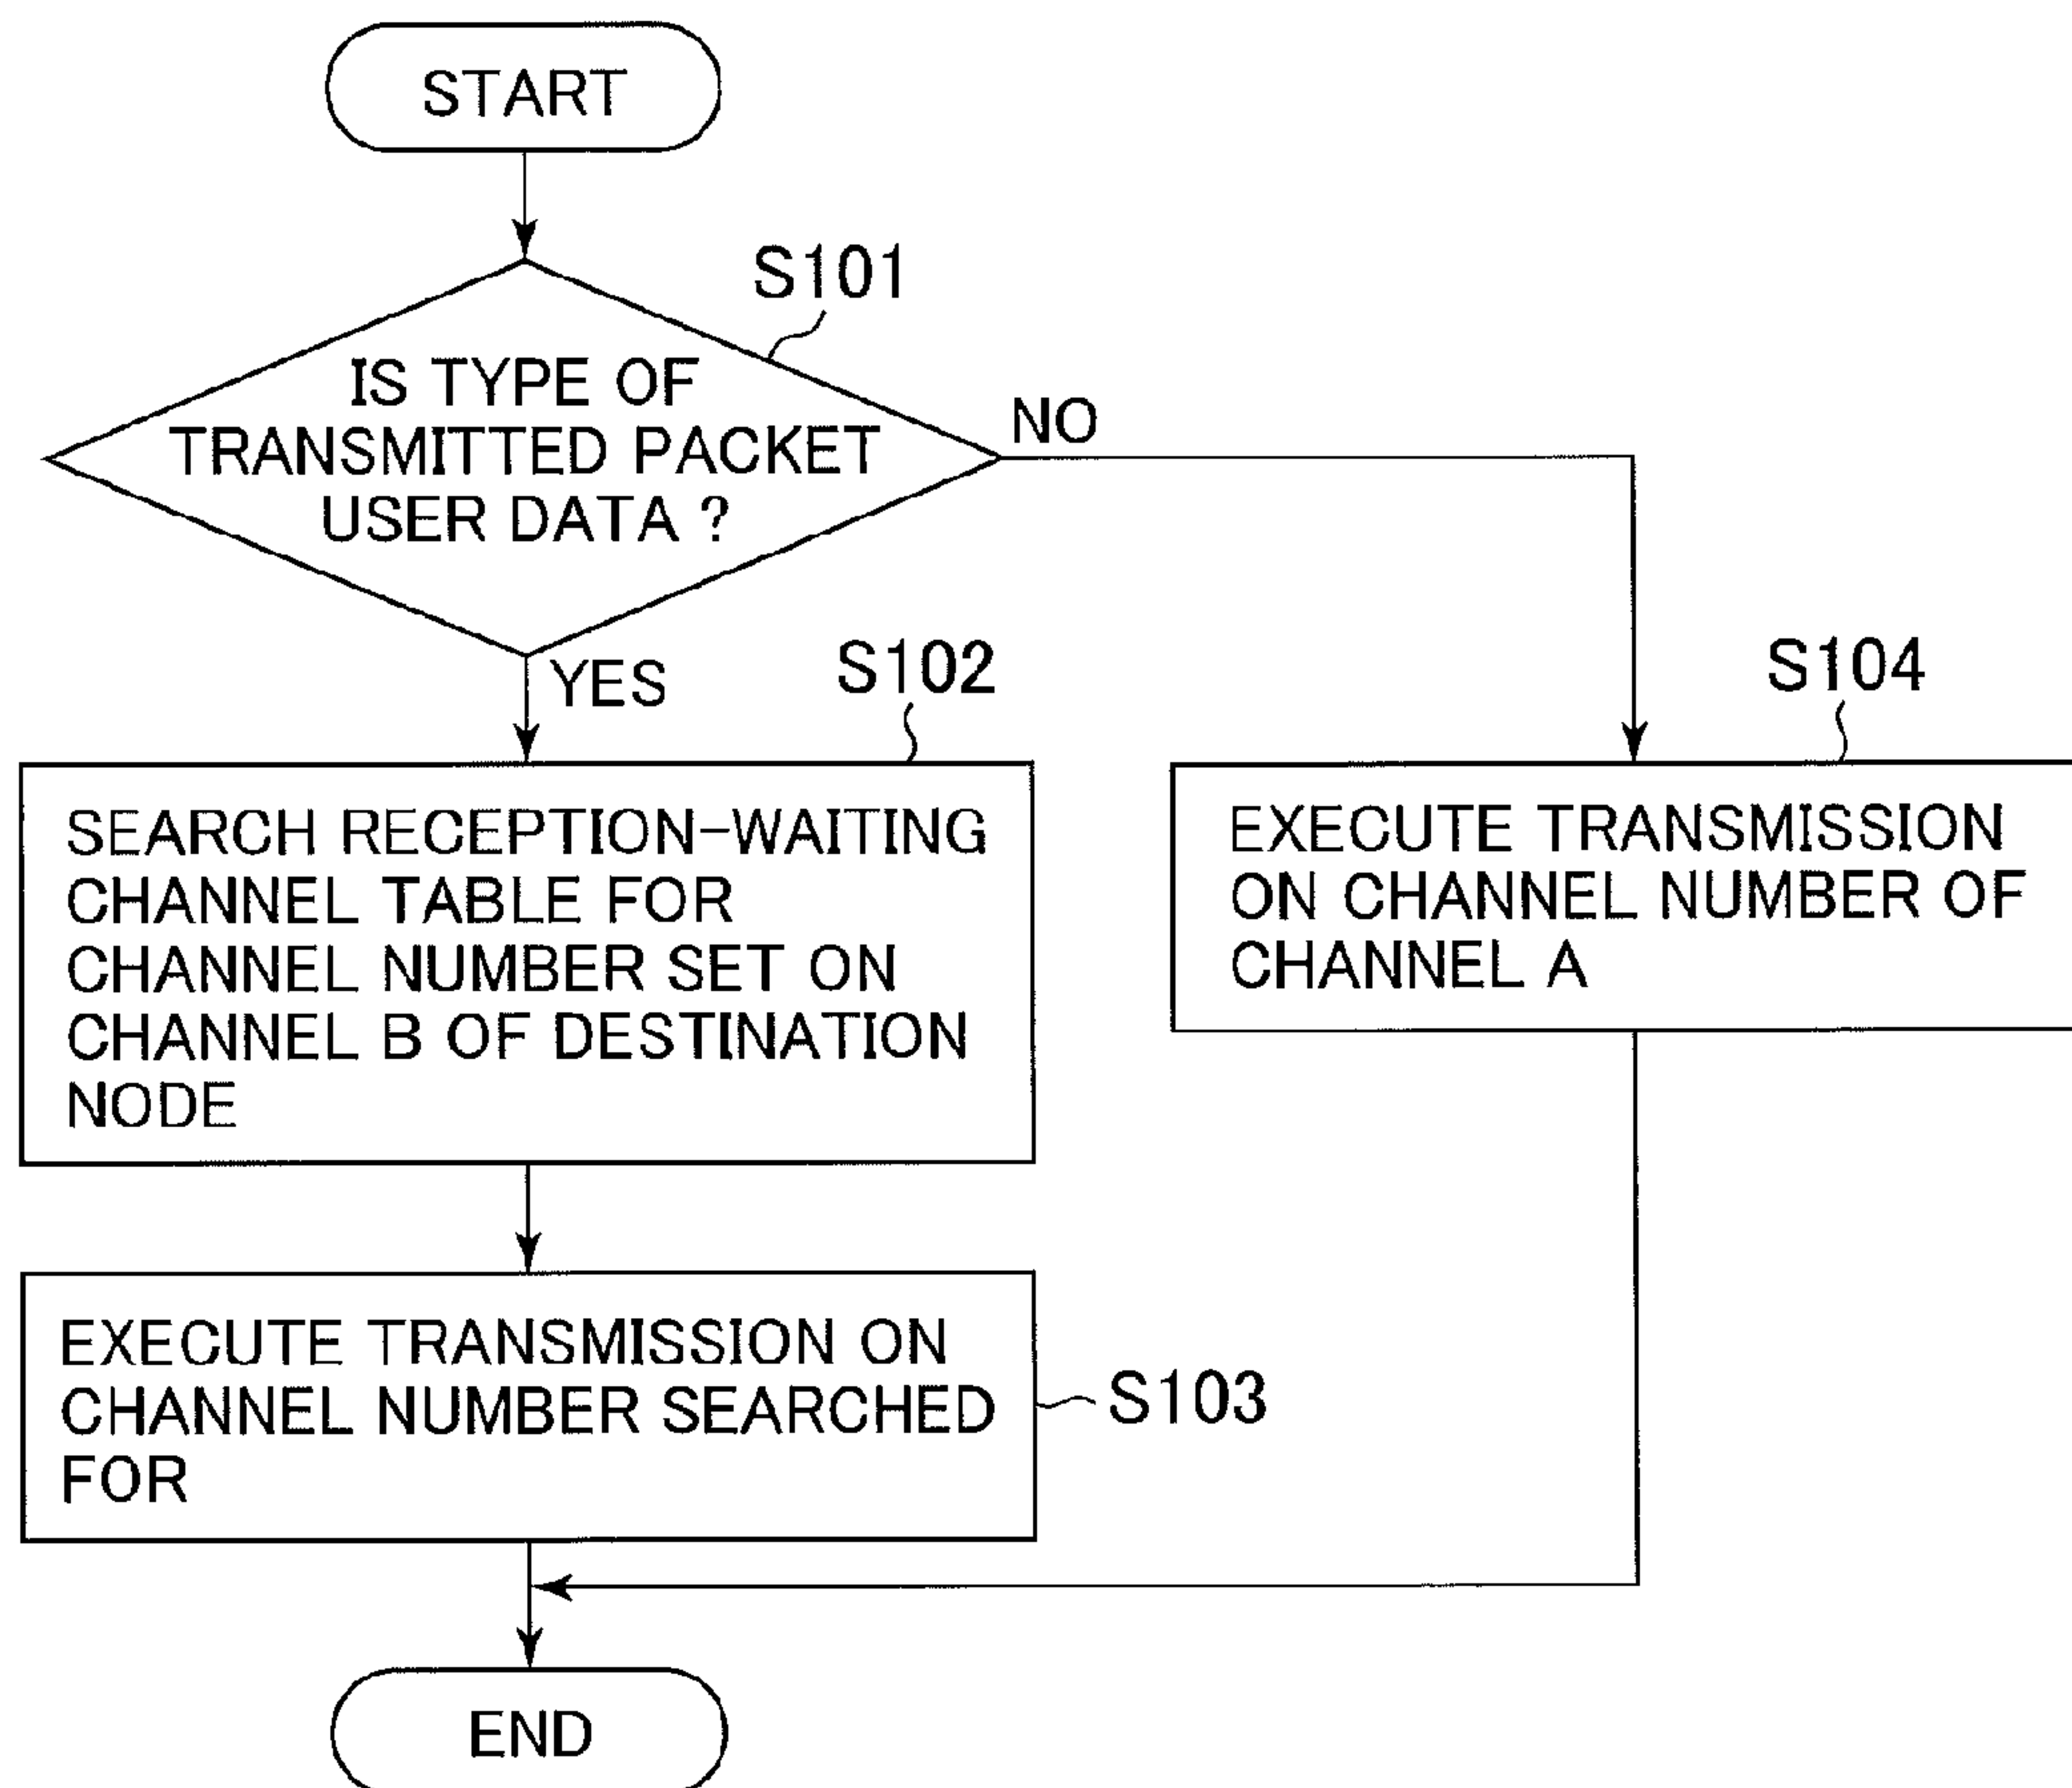 START
S101
IS TYPE OF
TRANSMITTED PACKET
USER DATA ?
NO
YES
S102
SEARCH RECEPTION-WAITING
CHANNEL TABLE FOR
CHANNEL NUMBER SET ON
CHANNEL B OF DESTINATION
NODE
S104
EXECUTE TRANSMISSION
ON CHANNEL NUMBER OF
CHANNEL A
EXECUTE TRANSMISSION ON
CHANNEL NUMBER SEARCHED
FOR
S103
END